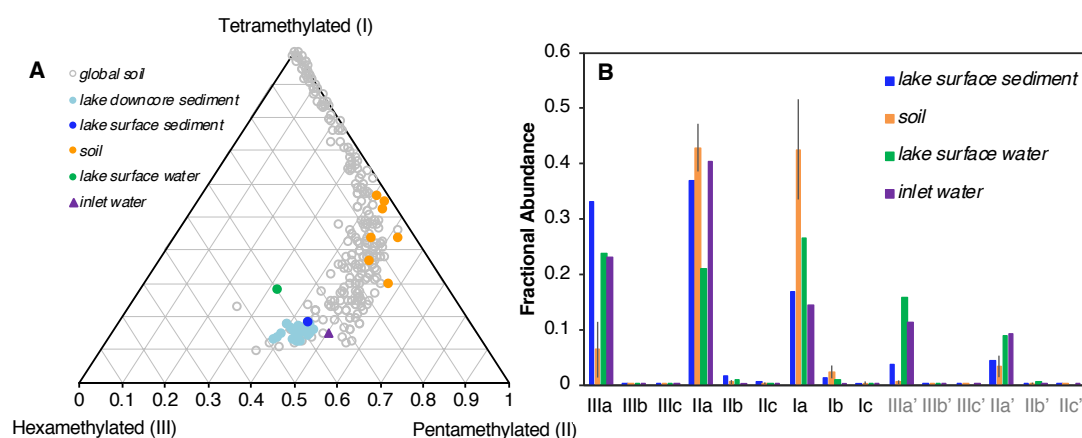 Tetramethylated (I)
A
global soil
lake downcore sediment
lake surface sediment
soil
lake surface water
inlet water
0 0.1 0.2 0.3 0.4 0.5 0.6 0.7 0.8 0.9 1
Hexamethylated (III)
Pentamethylated (II)
B
Fractional Abundance
0.6
0.5
0.4
0.3
0.2
0.1
0
lake surface sediment
soil
lake surface water
inlet water
IIIa IIIb IIIc IIa IIb IIc Ia Ib Ic IIIa’ IIIb’ IIIc’ IIa’ IIb’ IIc’